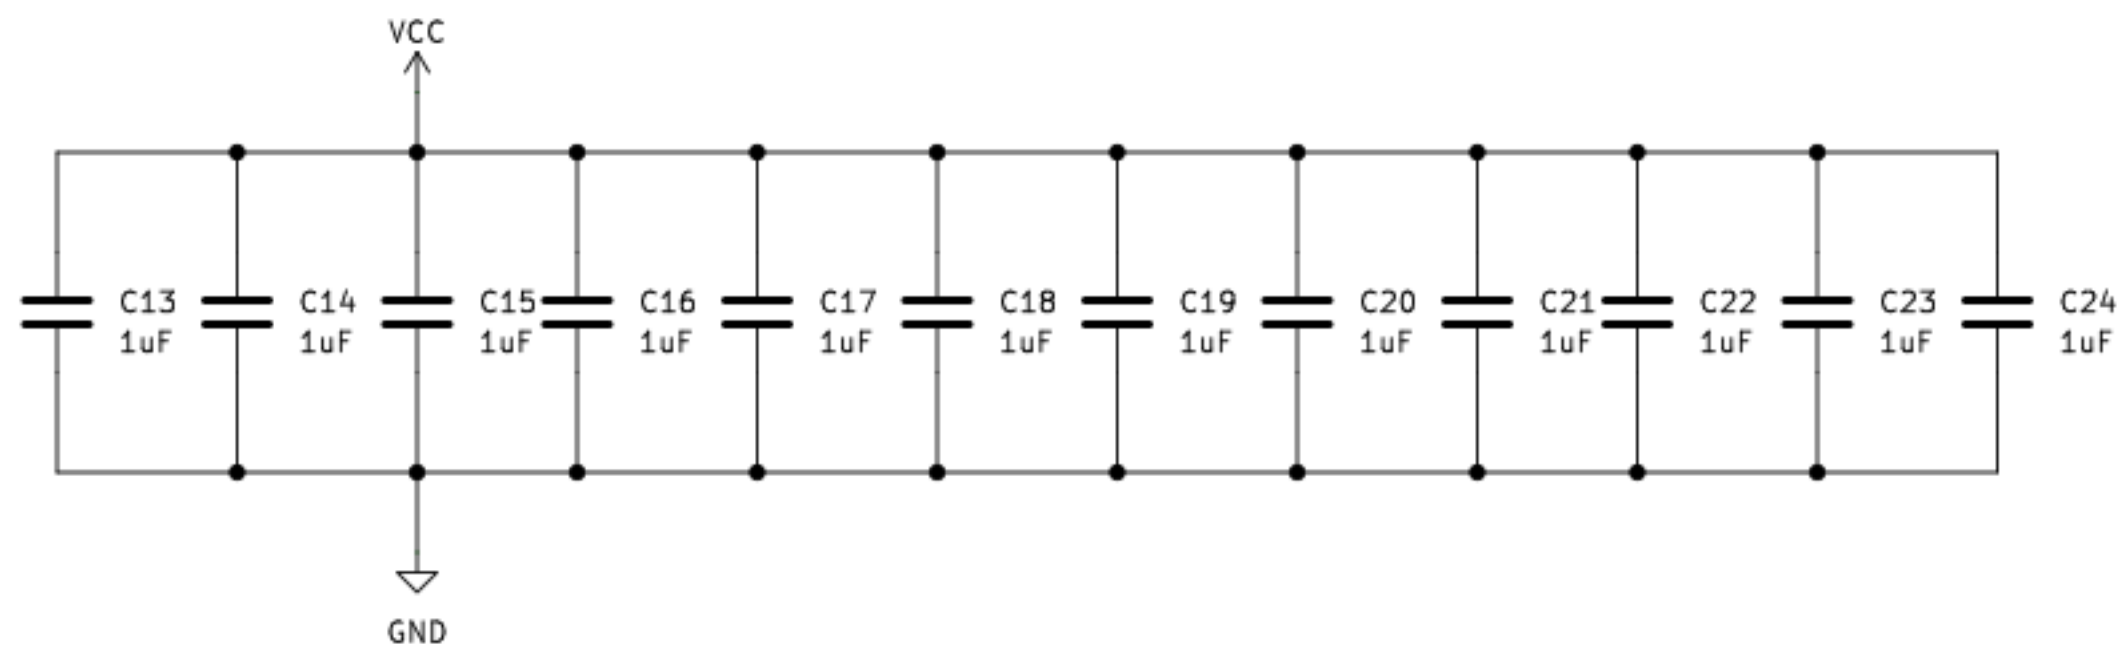 VCC
C13 C14 C15 C16 C17 C18 C19 C20 C21 C22 C23 C24
1uF 1uF 1uF 1uF 1uF 1uF 1uF 1uF 1uF 1uF 1uF 1uF
GND